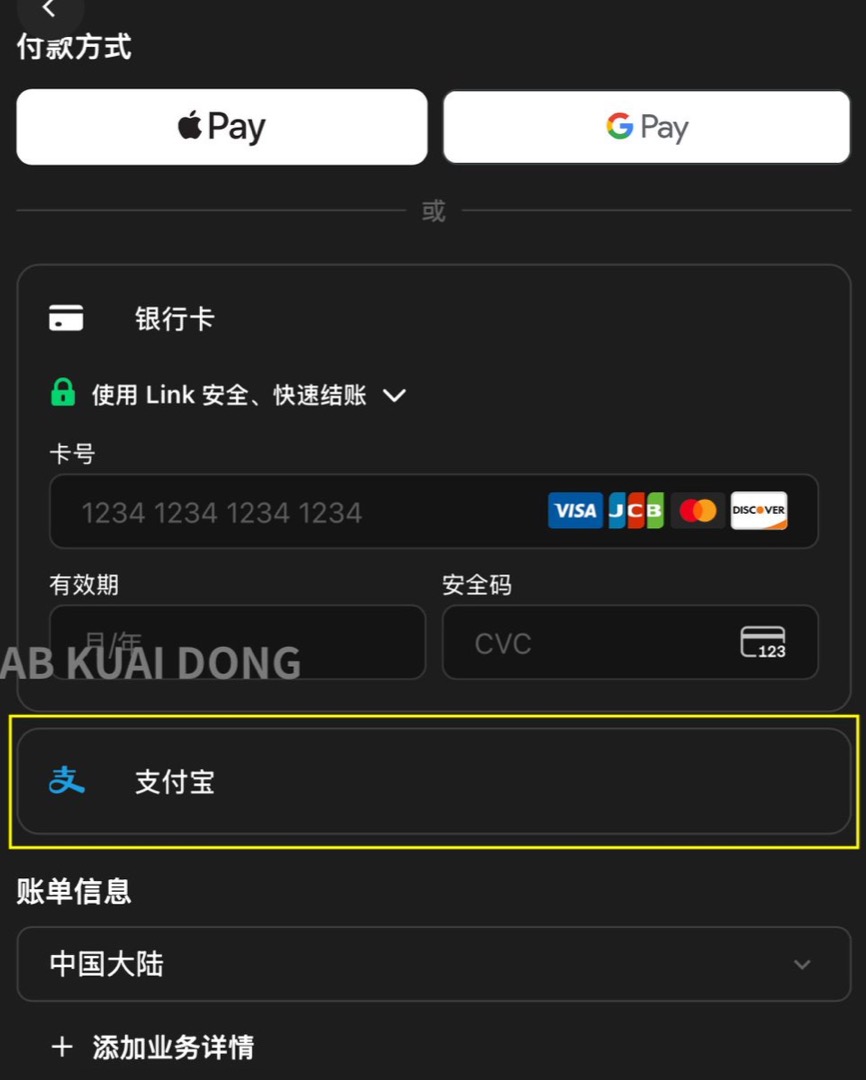 付款方式
Pay
G Pay
或
银行卡
使用 Link 安全、快速结账
卡号
1234 1234 1234 1234
VISA JCB DISCOVER
有效期
安全码
月/年
CVC
123
AB KUAI DONG
支付宝
账单信息
中国大陆
+ 添加业务详情